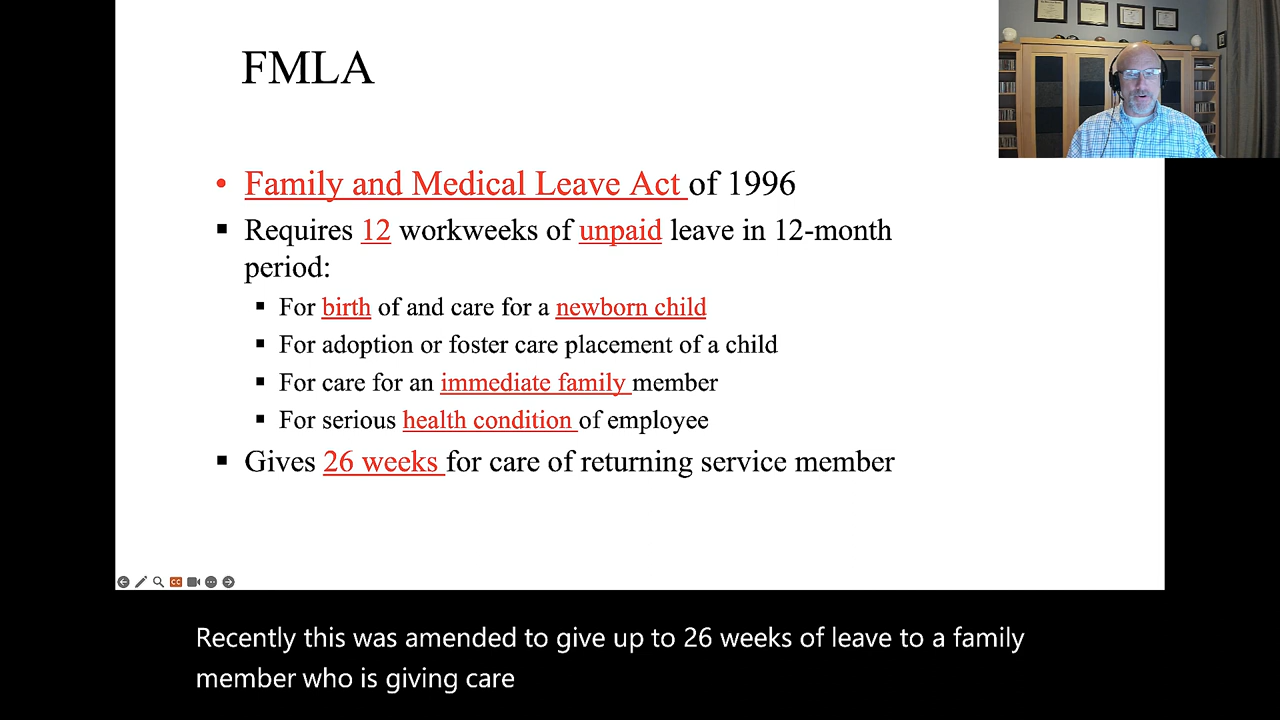 FMLA
• Family and Medical Leave Act of 1996
▪ Requires 12 workweeks of unpaid leave in 12-month
period:
▪ For birth of and care for a newborn child
▪ For adoption or foster care placement of a child
▪ For care for an immediate family member
▪ For serious health condition of employee
▪ Gives 26 weeks for care of returning service member
CC
Recently this was amended to give up to 26 weeks of leave to a family
member who is giving care